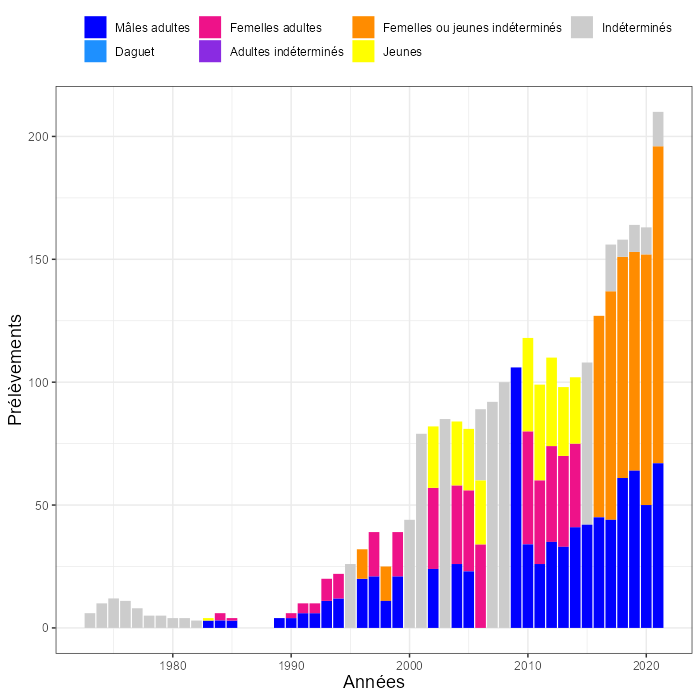 Mâles adultes Femelles adultes Femelles ou jeunes indéterminés Indéterminés
Daguet Adultes indéterminés Jeunes
200
150
100
50
0
Prélèvements
1980 1990 2000 2010 2020
Années